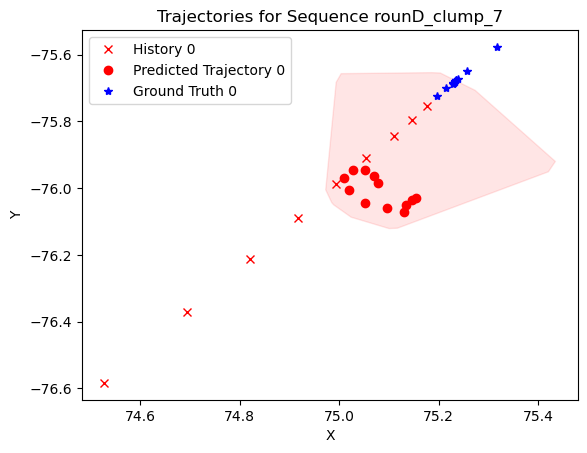 Trajectories for Sequence rounD_clump_7
History 0
Predicted Trajectory 0
Ground Truth 0
Y
−75.6
−75.8
−76.0
−76.2
−76.4
−76.6
74.6 74.8 75.0 75.2 75.4
X